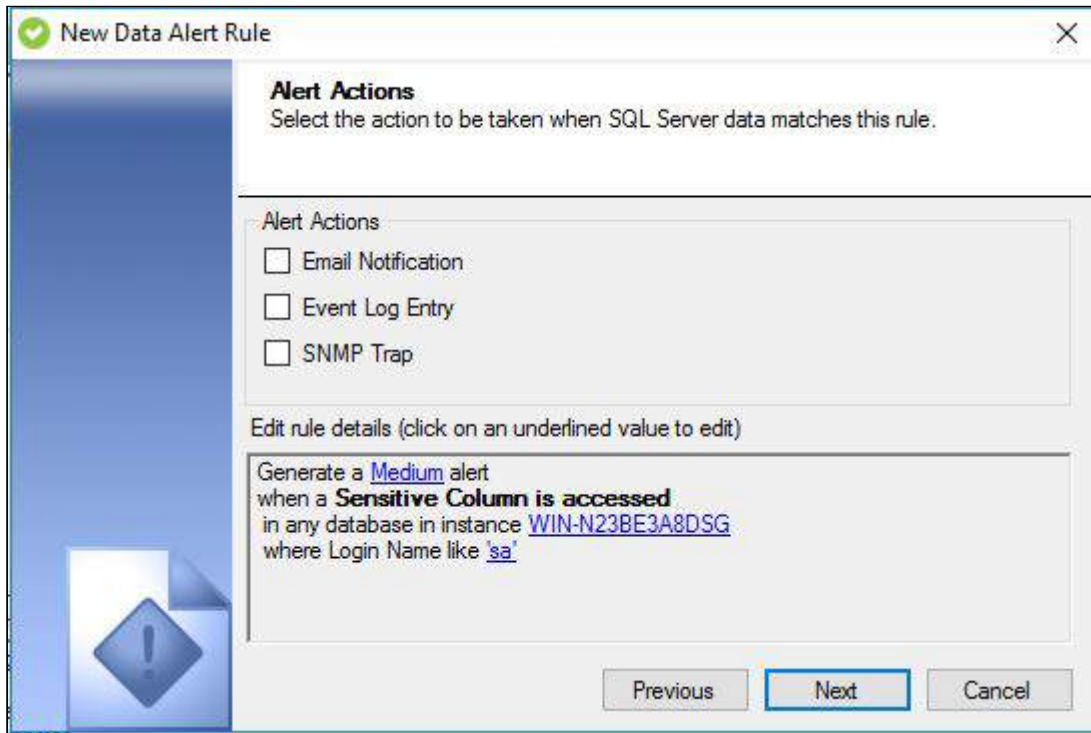 New Data Alert Rule
Alert Actions
Select the action to be taken when SQL Server data matches this rule.
Alert Actions
Email Notification
Event Log Entry
SNMP Trap
Edit rule details (click on an underlined value to edit)
Generate a Medium alert
when a Sensitive Column is accessed
in any database in instance WIN-N23BE3A8DSG
where Login Name like 'sa'
Previous
Next
Cancel